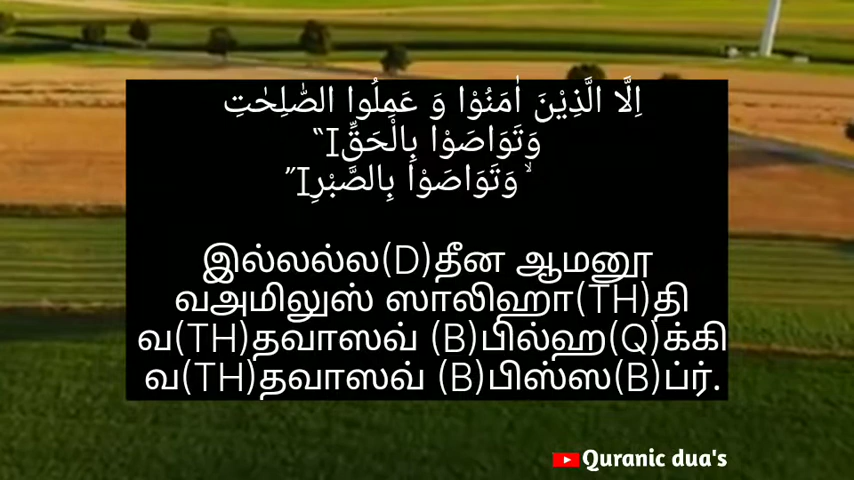 اِلَّا الَّذِيْنَ اٰمَنُوْا وَ عَمِلُوا الصّٰلِحٰتِ
وَتَوَاصَوْا بِالْحَقِّI“
ۙ وَتَوَاصَوْا بِالصَّبْرِI”
இல்லல்ல(D)தீன ஆமனூ
வஅமிலுஸ் ஸாலிஹா(TH)தி
வ(TH)தவாஸவ் (B)பில்ஹ(Q)க்கி
வ(TH)தவாஸவ் (B)பிஸ்ஸ(B)ப்ர்.
Quranic dua's